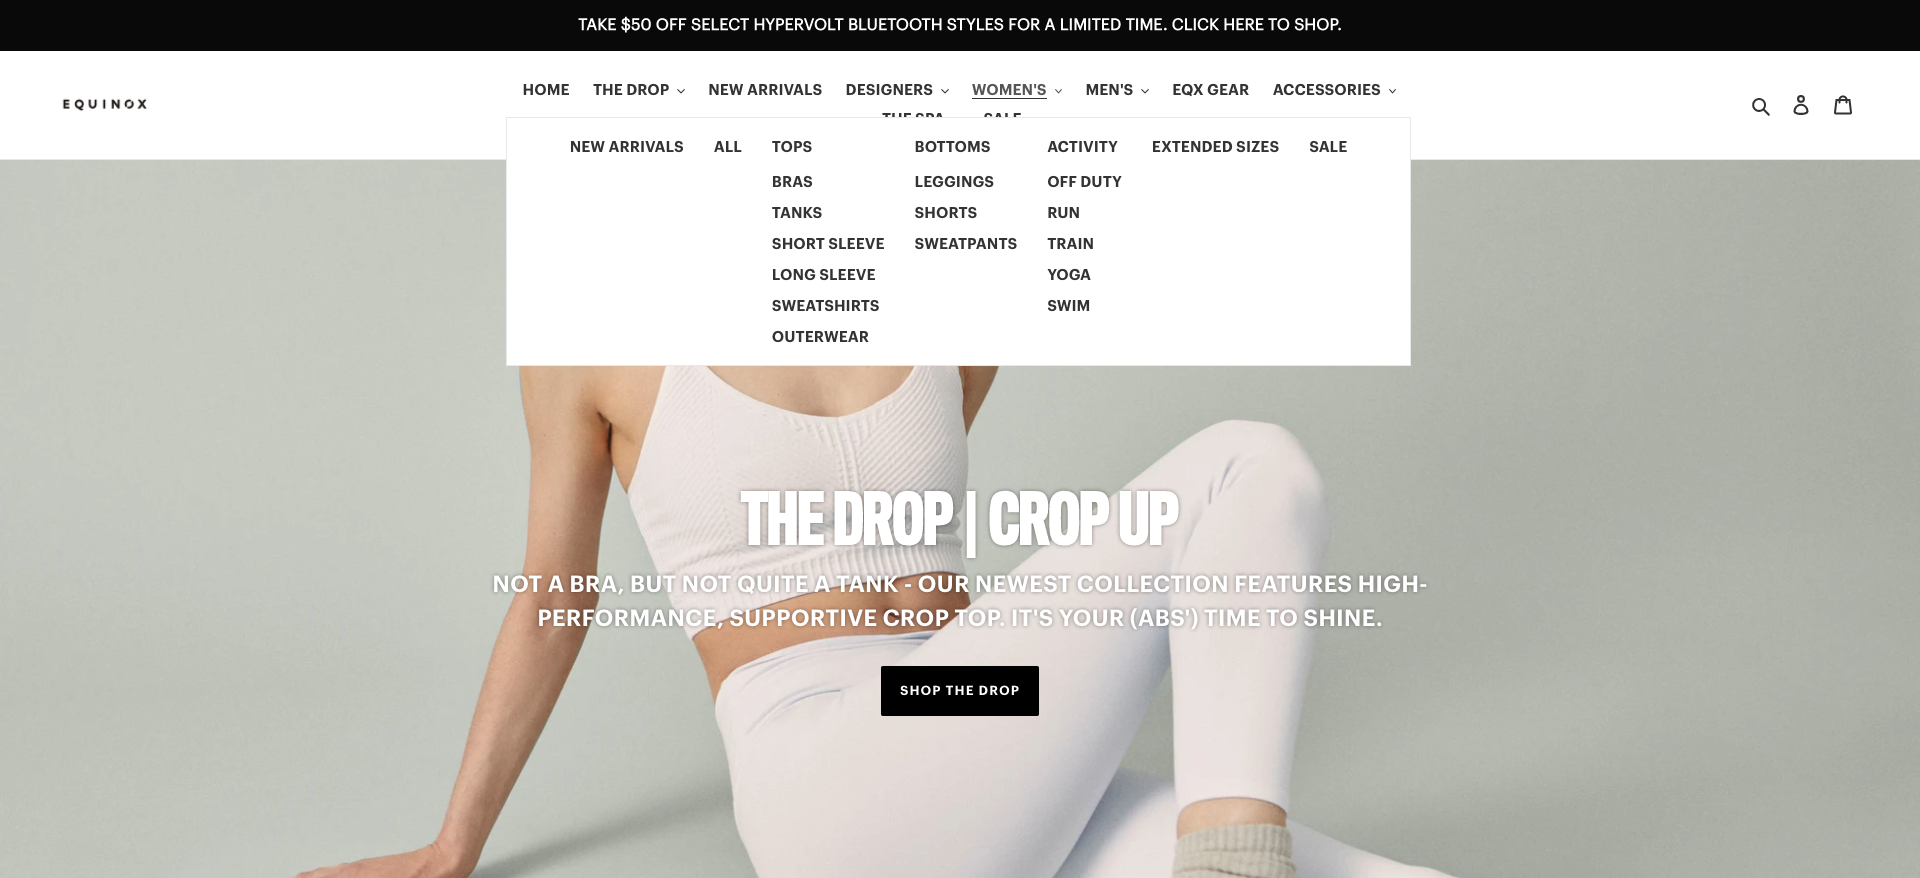 TAKE $50 OFF SELECT HYPERVOLT BLUETOOTH STYLES FOR A LIMITED TIME. CLICK HERE TO SHOP.
EQUINOX
HOME THE DROP NEW ARRIVALS DESIGNERS WOMEN'S MEN'S EQX GEAR ACCESSORIES
THE SPA SALE
NEW ARRIVALS ALL TOPS BOTTOMS ACTIVITY EXTENDED SIZES SALE
BRAS LEGGINGS OFF DUTY
TANKS SHORTS RUN
SHORT SLEEVE SWEATPANTS TRAIN
LONG SLEEVE YOGA
SWEATSHIRTS SWIM
OUTERWEAR
THE DROP | CROP UP
NOT A BRA, BUT NOT QUITE A TANK - OUR NEWEST COLLECTION FEATURES HIGH-
PERFORMANCE, SUPPORTIVE CROP TOP. IT'S YOUR (ABS') TIME TO SHINE.
SHOP THE DROP